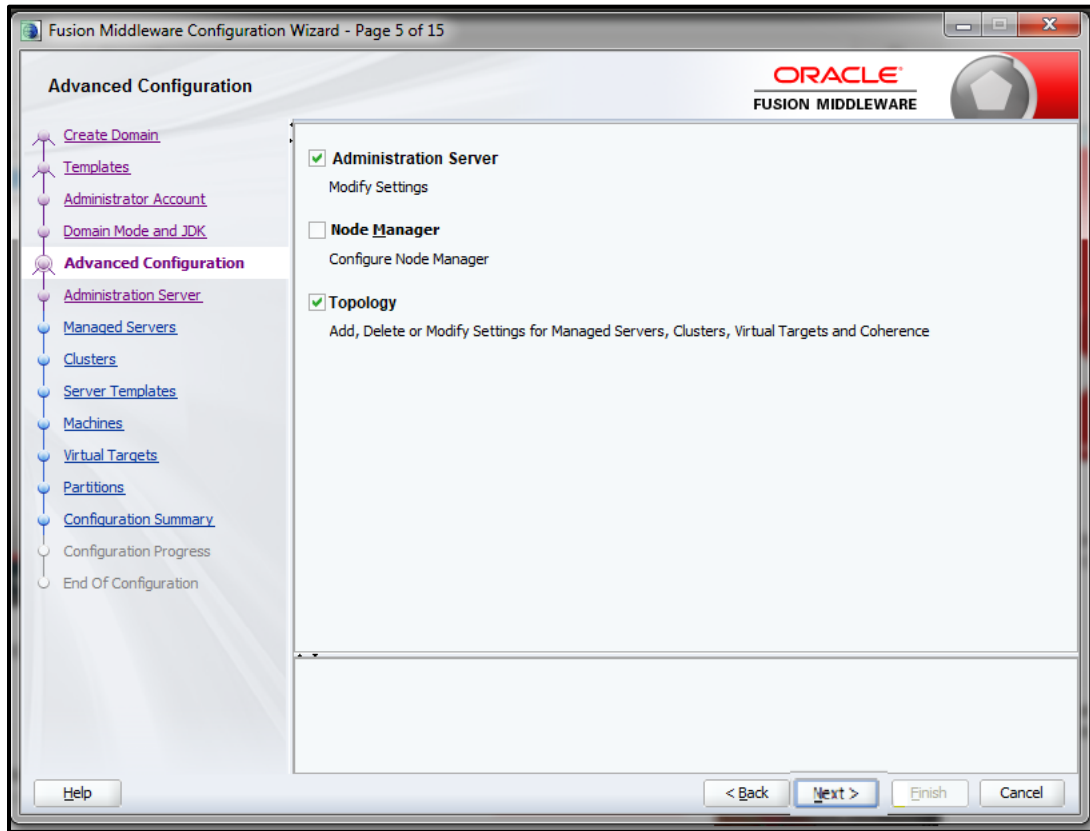 Fusion Middleware Configuration Wizard - Page 5 of 15
Advanced Configuration
ORACLE
FUSION MIDDLEWARE
Create Domain
Templates
Administrator Account
Domain Mode and JDK
Advanced Configuration
Administration Server
Managed Servers
Clusters
Server Templates
Machines
Virtual Targets
Partitions
Configuration Summary
Configuration Progress
End Of Configuration
Administration Server
Modify Settings
Node Manager
Configure Node Manager
Topology
Add, Delete or Modify Settings for Managed Servers, Clusters, Virtual Targets and Coherence
Help
< Back
Next >
Finish
Cancel